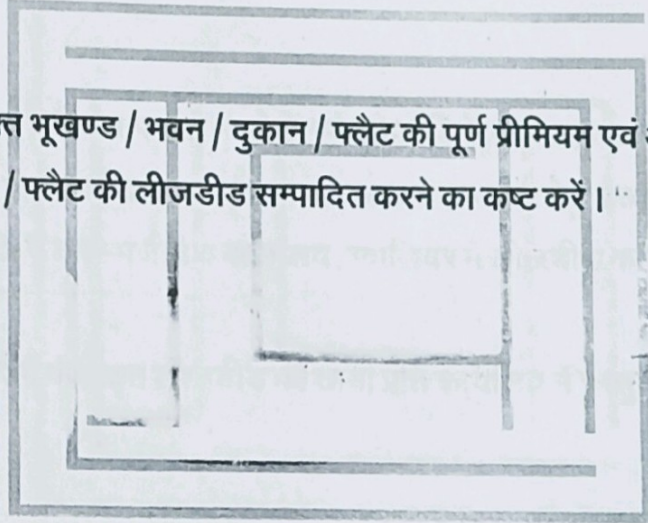 भूखण्ड / भवन / दुकान / फ्लैट की पूर्ण प्रीमियम एवं
/ फ्लैट की लीजडीड सम्पादित करने का कष्ट करें।